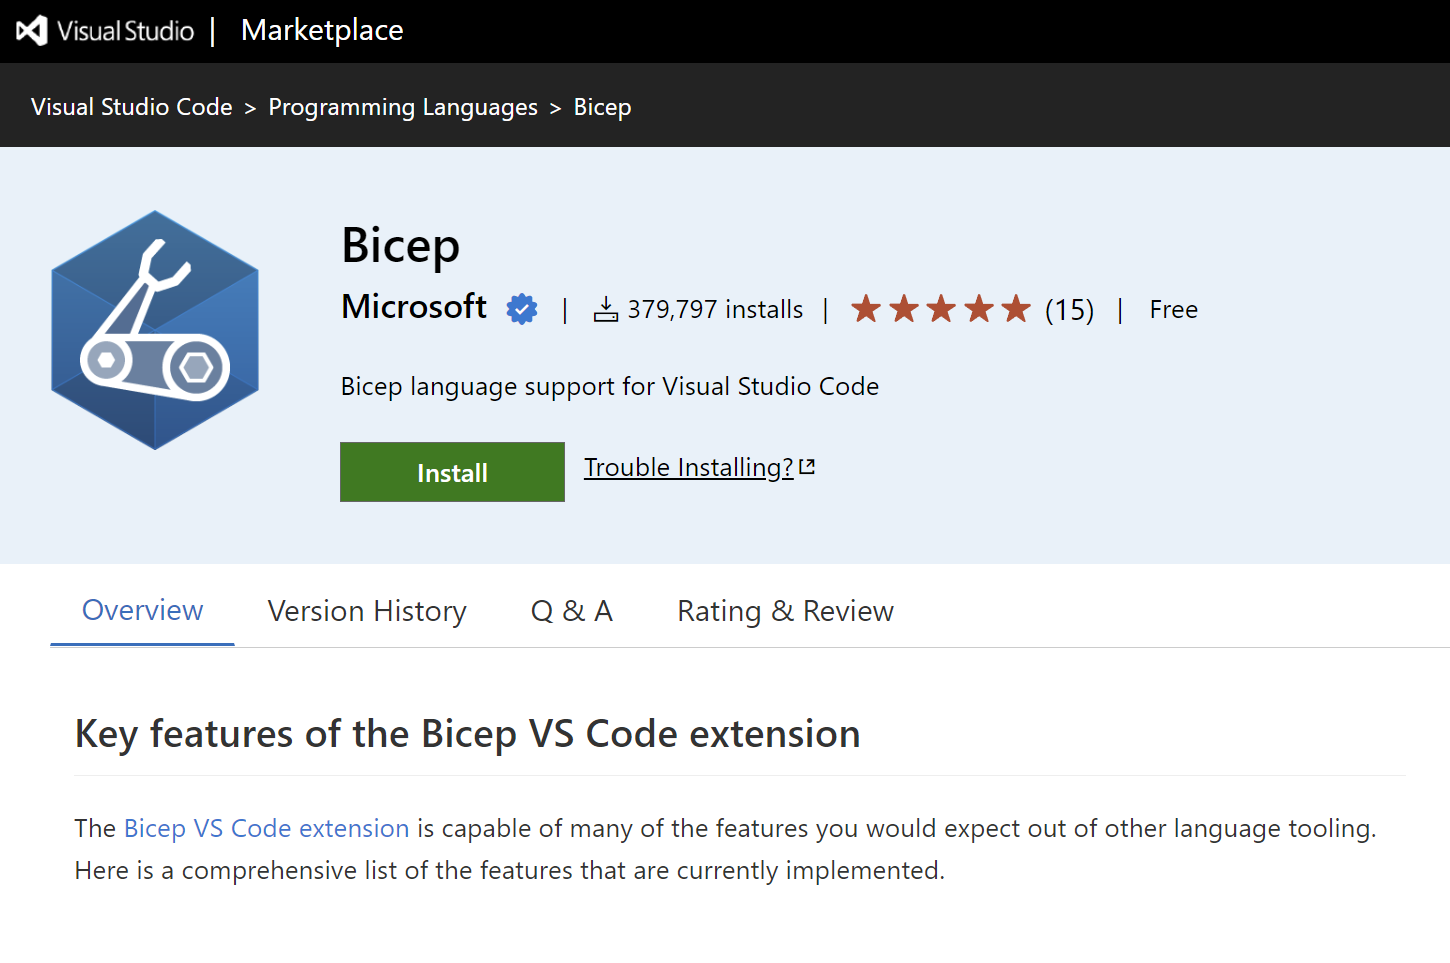 Visual Studio | Marketplace
Visual Studio Code > Programming Languages > Bicep
Bicep
Microsoft | 379,797 installs | ★★★★★ (15) | Free
Bicep language support for Visual Studio Code
Install Trouble Installing?
Overview Version History Q & A Rating & Review
Key features of the Bicep VS Code extension
The Bicep VS Code extension is capable of many of the features you would expect out of other language tooling.
Here is a comprehensive list of the features that are currently implemented.